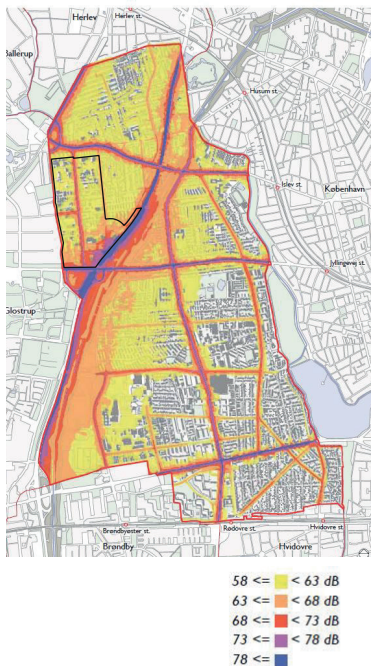 Herlev
Herlev st.
Ballerup
Husum st.
Islev st.
København
Jyllingevej st.
Glostrup
Brøndbyøster st.
Rødovre st.
Hvidovre st.
Brøndby
Hvidovre
58 <= < 63 dB
63 <= < 68 dB
68 <= < 73 dB
73 <= < 78 dB
78 <=